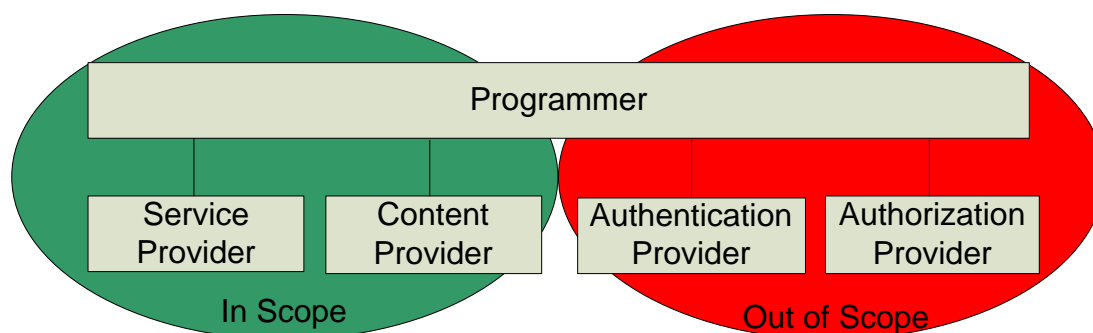 Programmer
Service
Provider
Content
Provider
Authentication
Provider
Authorization
Provider
In Scope
Out of Scope